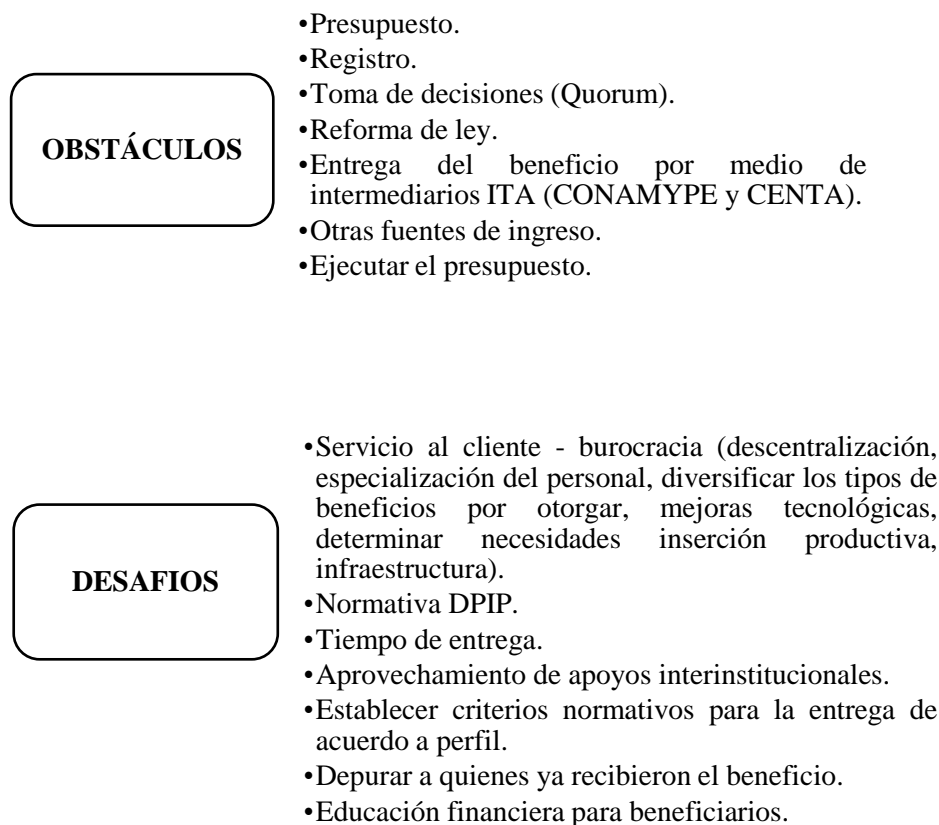 •Presupuesto.
•Registro.
•Toma de decisiones (Quorum).
•Reforma de ley.
•Entrega del beneficio por medio de
intermediarios ITA (CONAMYPE y CENTA).
•Otras fuentes de ingreso.
•Ejecutar el presupuesto.
OBSTÁCULOS
•Servicio al cliente - burocracia (descentralización,
especialización del personal, diversificar los tipos de
beneficios por otorgar, mejoras tecnológicas,
determinar necesidades inserción productiva,
infraestructura).
•Normativa DPIP.
•Tiempo de entrega.
•Aprovechamiento de apoyos interinstitucionales.
•Establecer criterios normativos para la entrega de
acuerdo a perfil.
•Depurar a quienes ya recibieron el beneficio.
•Educación financiera para beneficiarios.
DESAFIOS